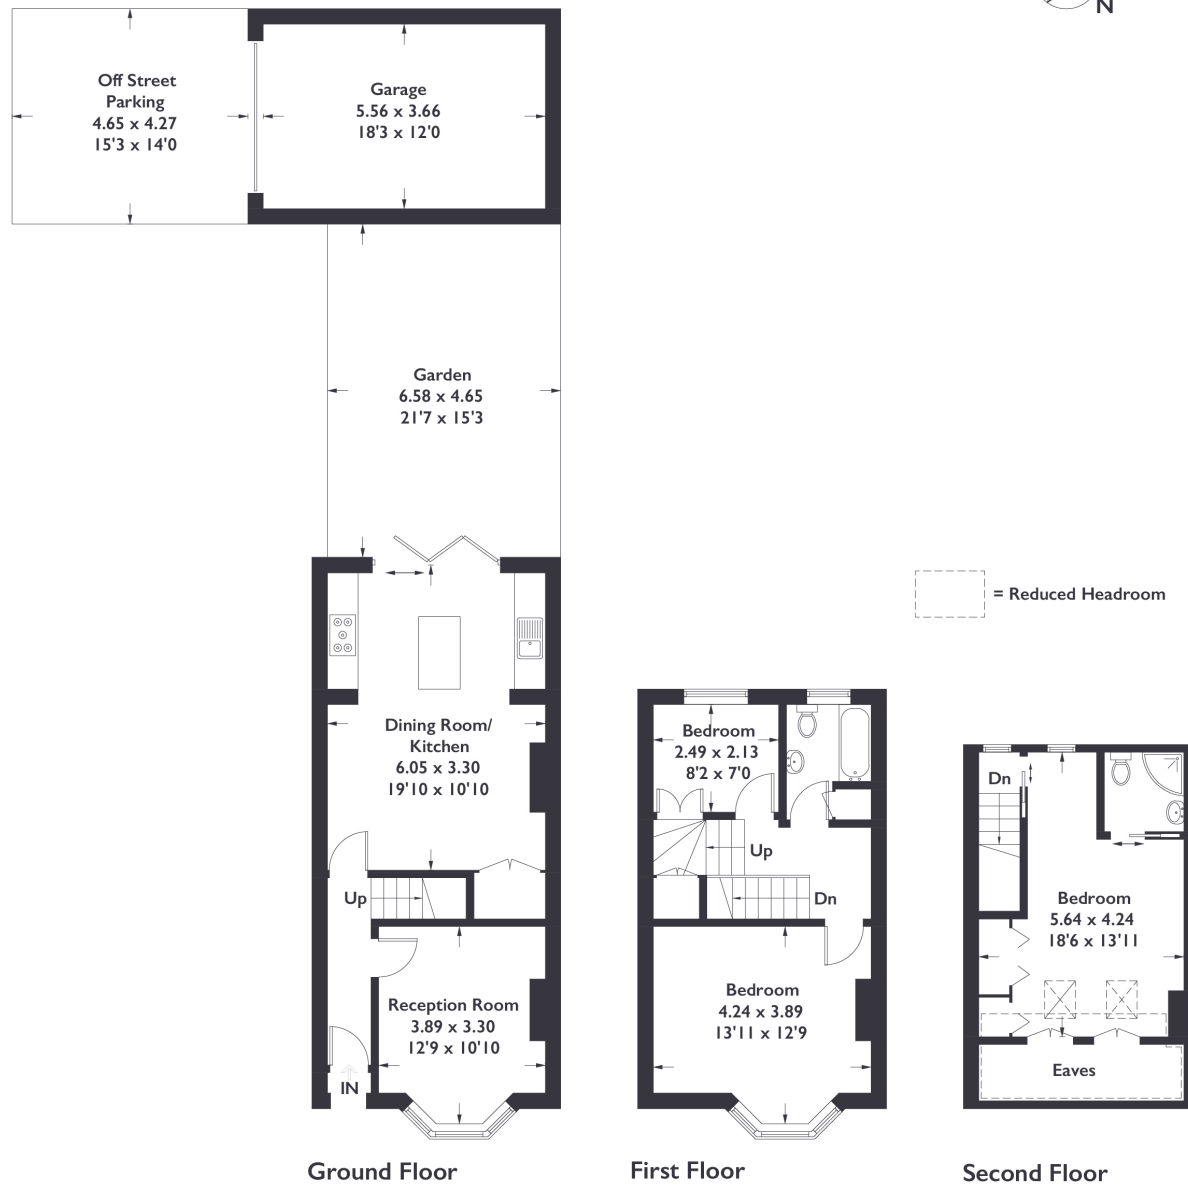 N
Off Street
Parking
4.65 x 4.27
15'3 x 14'0
Garage
5.56 x 3.66
18'3 x 12'0
Garden
6.58 x 4.65
21'7 x 15'3
= Reduced Headroom
Dining Room/
Kitchen
6.05 x 3.30
19'10 x 10'10
Up
Reception Room
3.89 x 3.30
12'9 x 10'10
IN
Ground Floor
Bedroom
2.49 x 2.13
8'2 x 7'0
Up
Dn
Bedroom
4.24 x 3.89
13'11 x 12'9
First Floor
Dn
Bedroom
5.64 x 4.24
18'6 x 13'11
Eaves
Second Floor